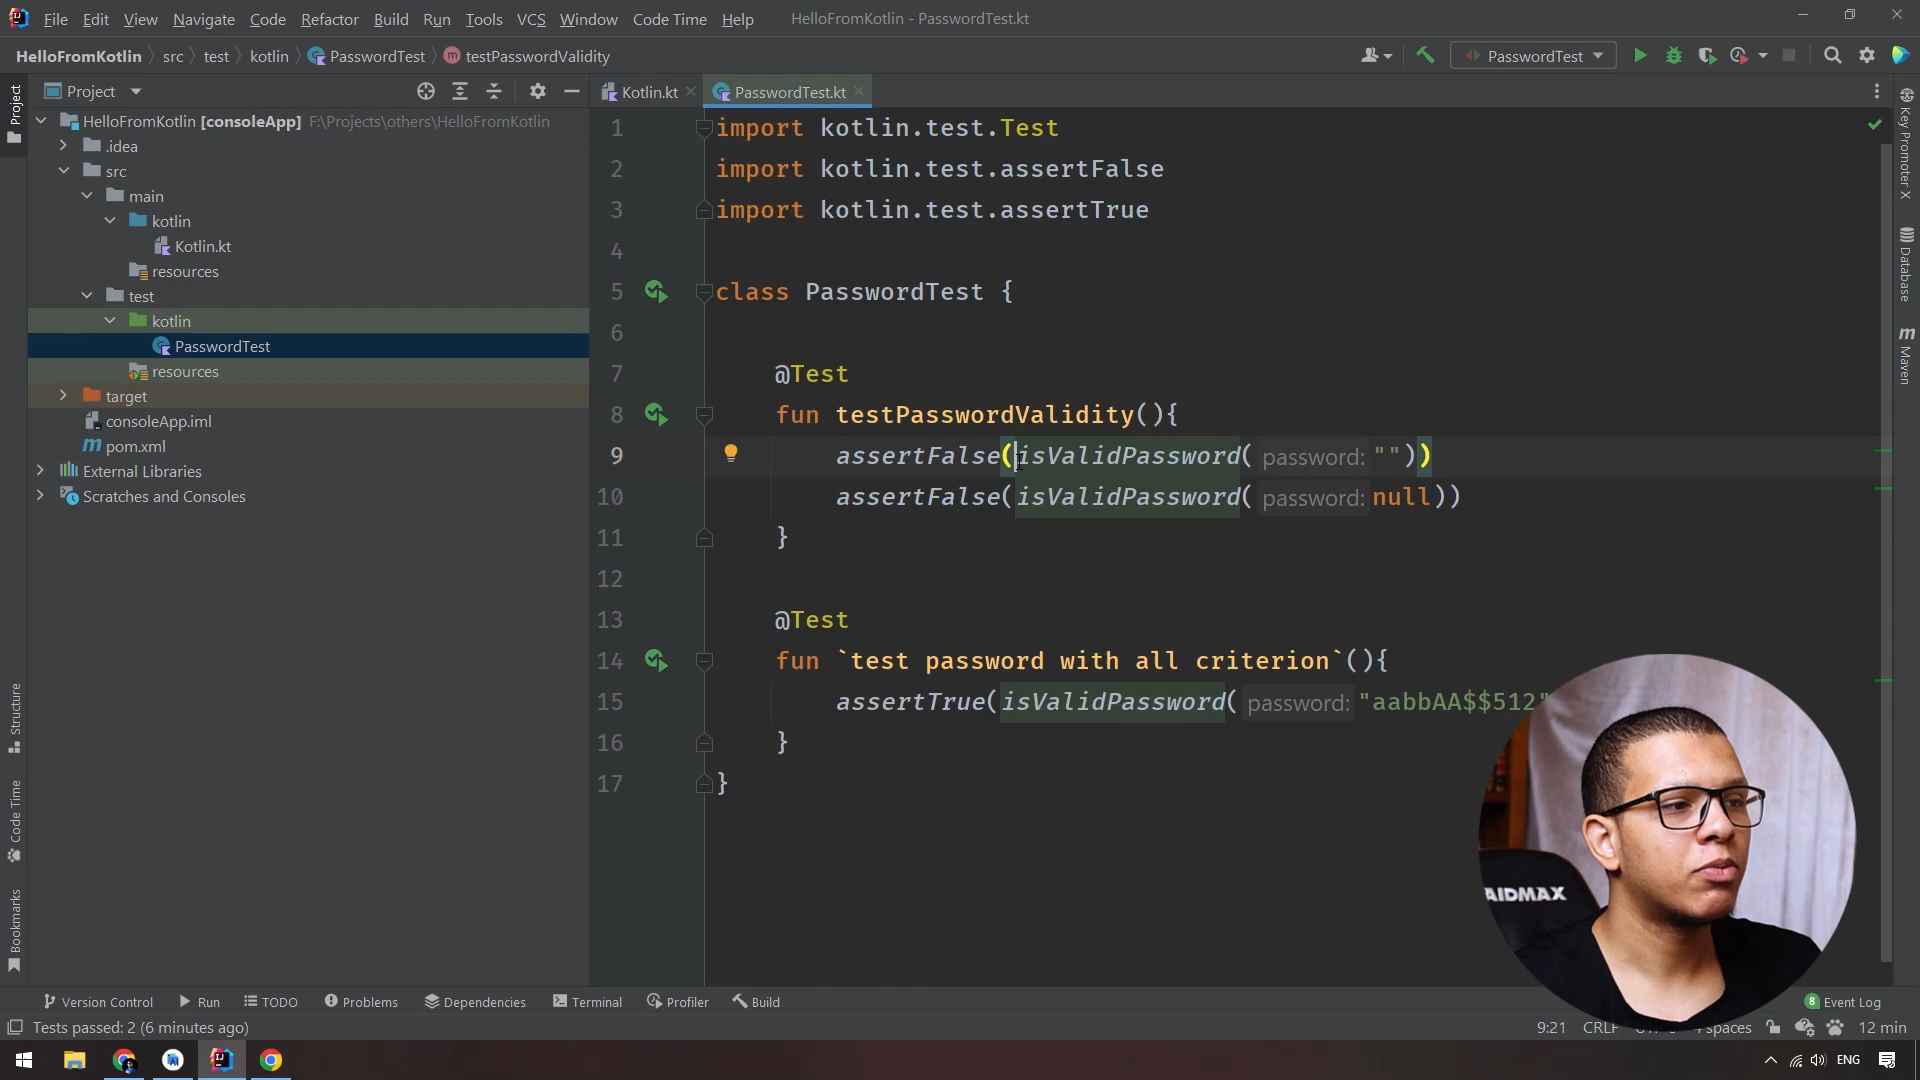 File Edit View Navigate Code Refactor Build Run Tools VCS Window Code Time Help HelloFromKotlin - PasswordTest.kt
HelloFromKotlin src test kotlin PasswordTest testPasswordValidity PasswordTest
Project
Project
HelloFromKotlin [consoleApp] F:\Projects\others\HelloFromKotlin
.idea
src
main
kotlin
Kotlin.kt
resources
test
kotlin
PasswordTest
resources
target
consoleApp.iml
pom.xml
External Libraries
Scratches and Consoles
Structure
Code Time
Bookmarks
Kotlin.kt PasswordTest.kt
1 import kotlin.test.Test
2 import kotlin.test.assertFalse
3 import kotlin.test.assertTrue
4
5 class PasswordTest {
6
7 @Test
8 fun testPasswordValidity(){
9 assertFalse(isValidPassword( password: ""))
10 assertFalse(isValidPassword( password: null))
11 }
12
13 @Test
14 fun `test password with all criterion`(){
15 assertTrue(isValidPassword( password: "aabbAA$$512"
16 }
17 }
Key Promoter X
Database
Maven
AIDMAX
Version Control Run TODO Problems Dependencies Terminal Profiler Build 8 Event Log
Tests passed: 2 (6 minutes ago) 9:21 CRLF spaces 12 min
ENG